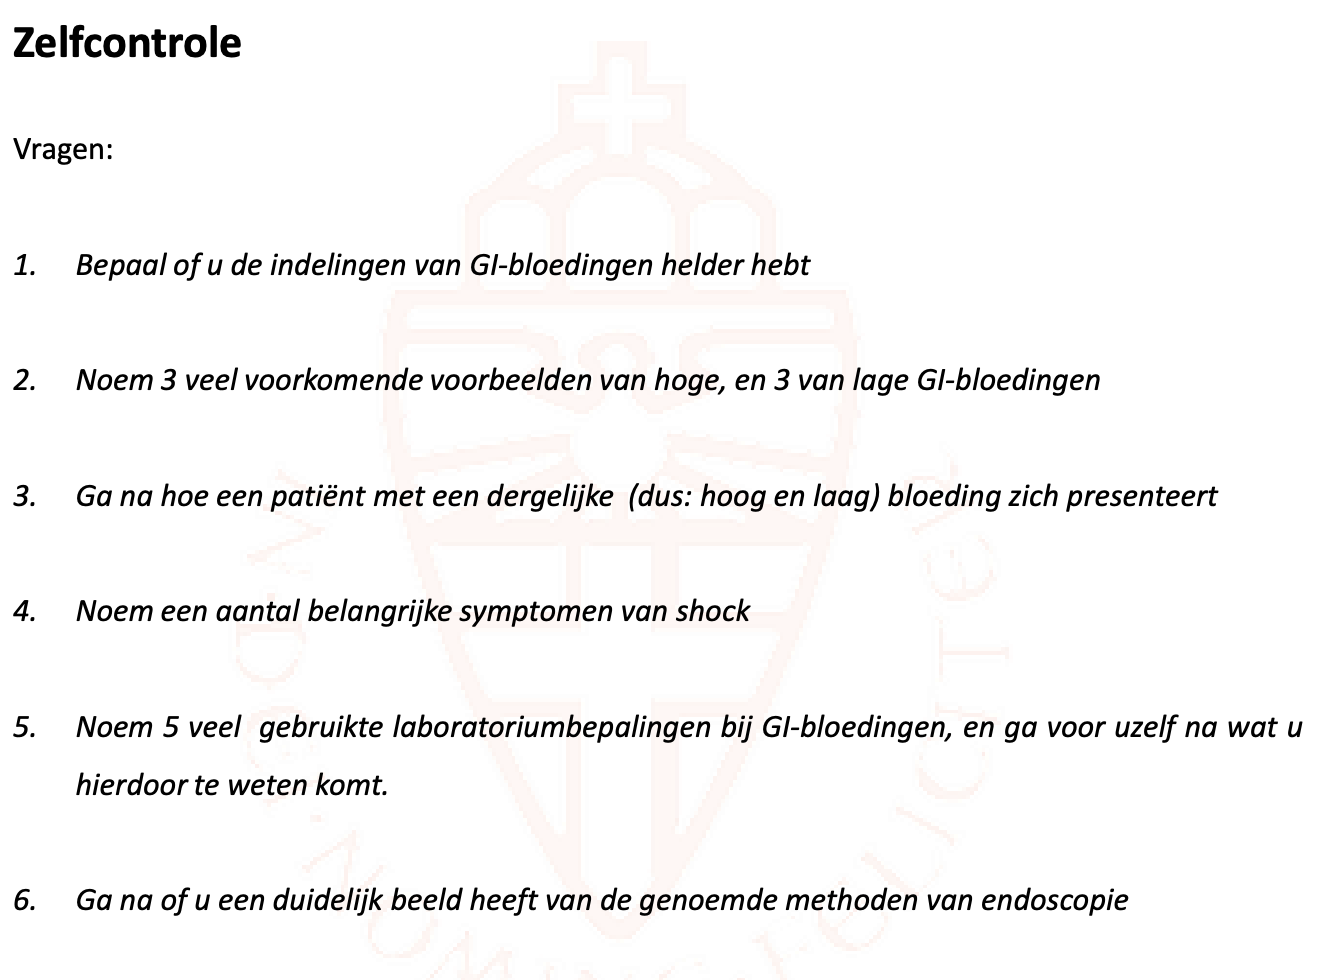 Zelfcontrole
Vragen:
1. Bepaal of u de indelingen van GI-bloedingen helder hebt
2. Noem 3 veel voorkomende voorbeelden van hoge, en 3 van lage GI-bloedingen
3. Ga na hoe een patiënt met een dergelijke (dus: hoog en laag) bloeding zich presenteert
4. Noem een aantal belangrijke symptomen van shock
5. Noem 5 veel gebruikte laboratoriumbepalingen bij GI-bloedingen, en ga voor uzelf na wat u
hierdoor te weten komt.
6. Ga na of u een duidelijk beeld heeft van de genoemde methoden van endoscopie